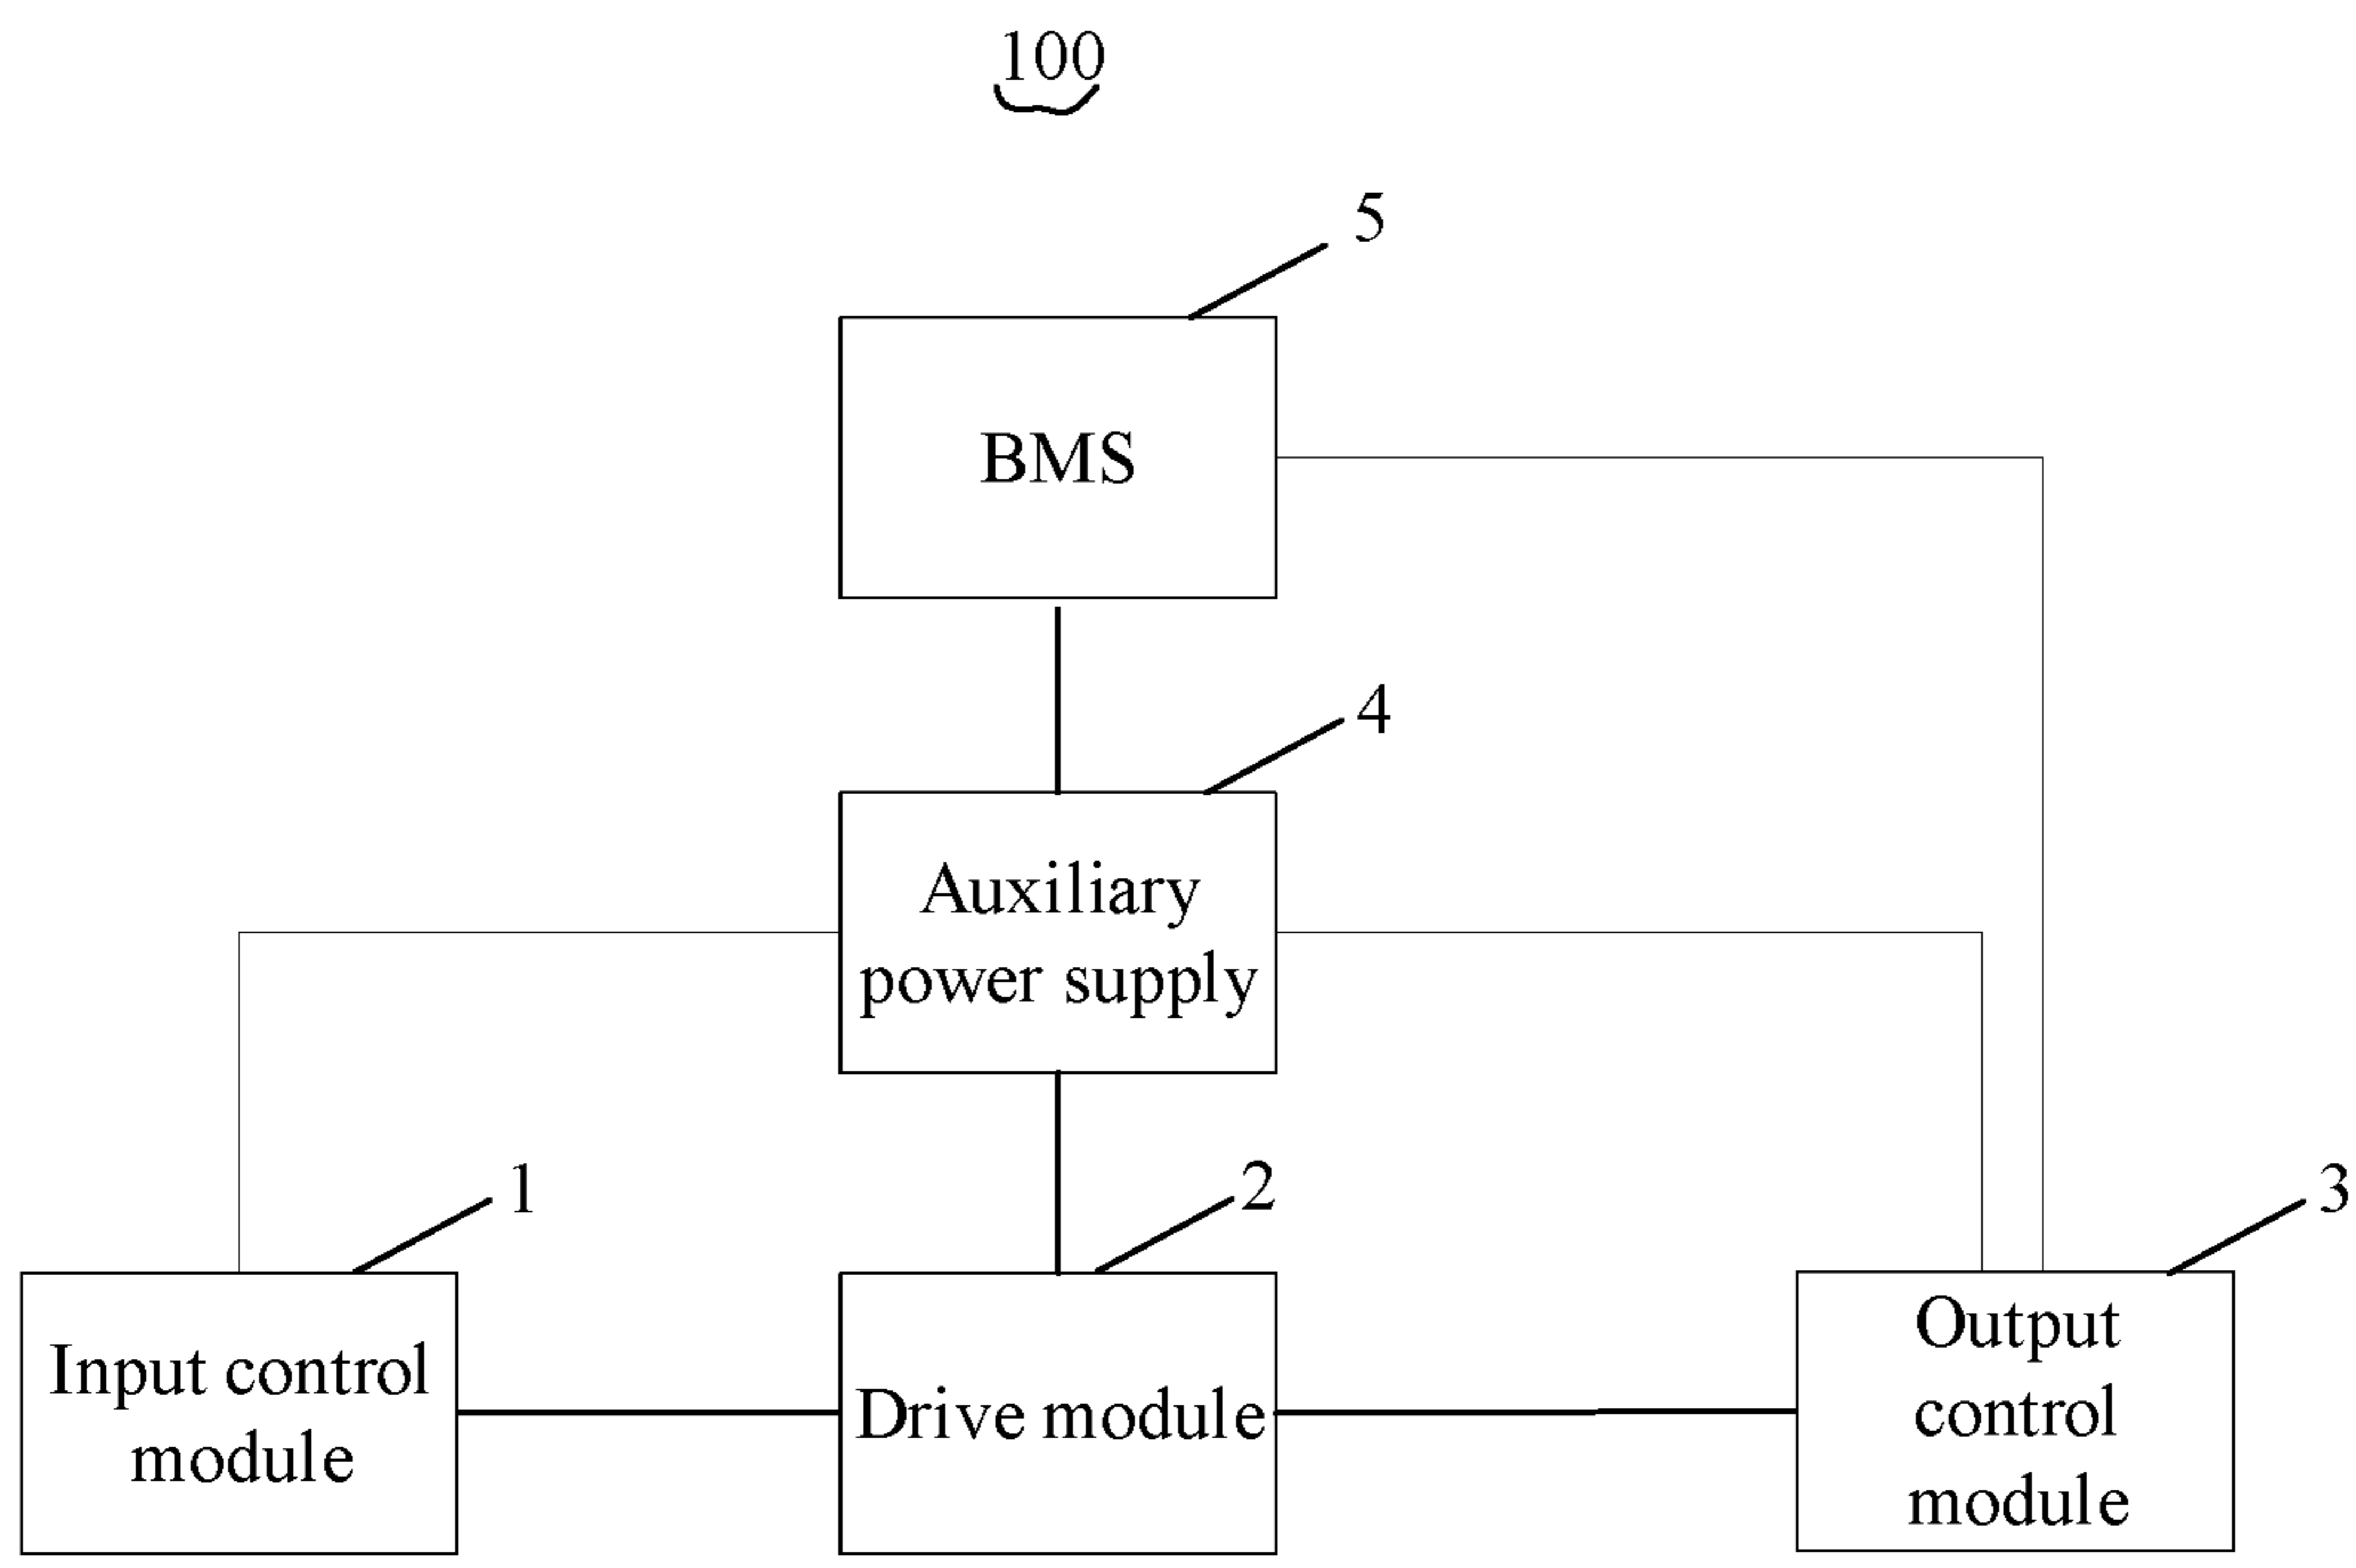 100
5
BMS
4
Auxiliary
power supply
1
2
3
Input control
module
Drive module
Output
control
module